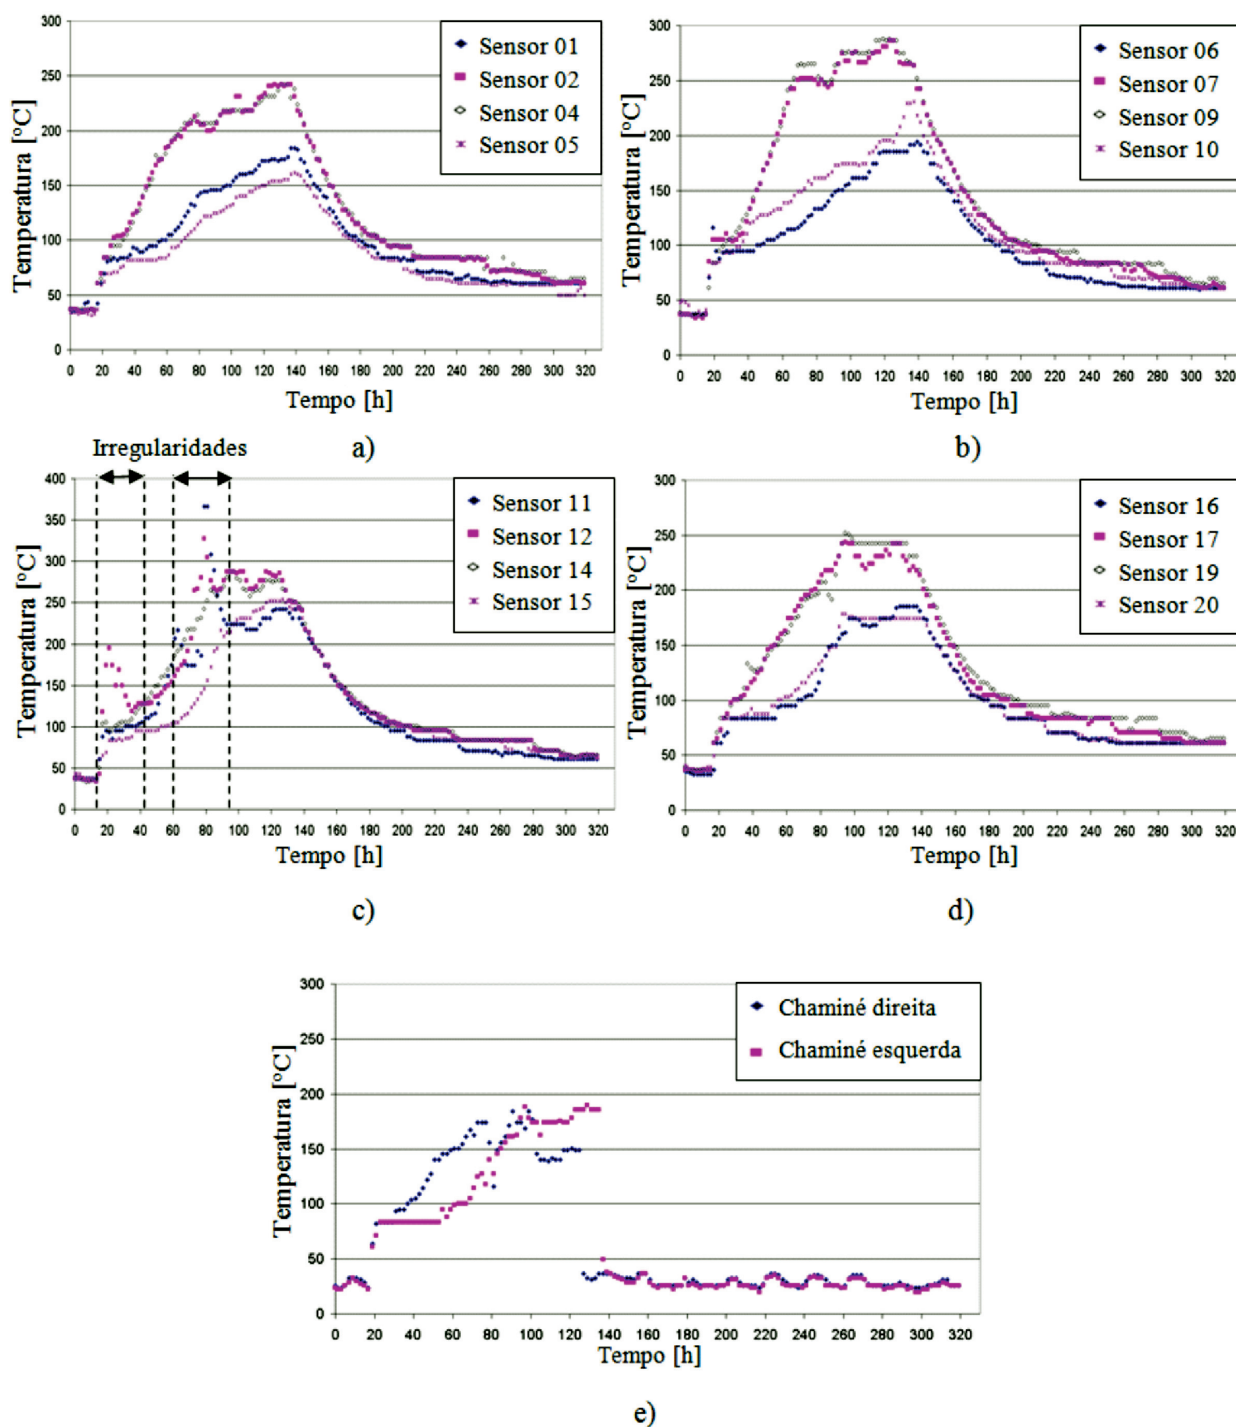 300
250
200
150
100
50
0
Temperatura [°C]
Sensor 01
Sensor 02
Sensor 04
Sensor 05
0 20 40 60 80 100 120 140 160 180 200 220 240 260 280 300 320
Tempo [h]
a)
300
250
200
150
100
50
0
Temperatura [°C]
Sensor 06
Sensor 07
Sensor 09
Sensor 10
0 20 40 60 80 100 120 140 160 180 200 220 240 260 280 300 320
Tempo [h]
b)
Irregularidades
400
350
300
250
200
150
100
50
0
Temperatura [°C]
Sensor 11
Sensor 12
Sensor 14
Sensor 15
0 20 40 60 80 100 120 140 160 180 200 220 240 260 280 300 320
Tempo [h]
c)
300
250
200
150
100
50
0
Temperatura [°C]
Sensor 16
Sensor 17
Sensor 19
Sensor 20
0 20 40 60 80 100 120 140 160 180 200 220 240 260 280 300 320
Tempo [h]
d)
300
250
200
150
100
50
0
Temperatura [°C]
Chaminé direita
Chaminé esquerda
0 20 40 60 80 100 120 140 160 180 200 220 240 260 280 300 320
Tempo [h]
e)